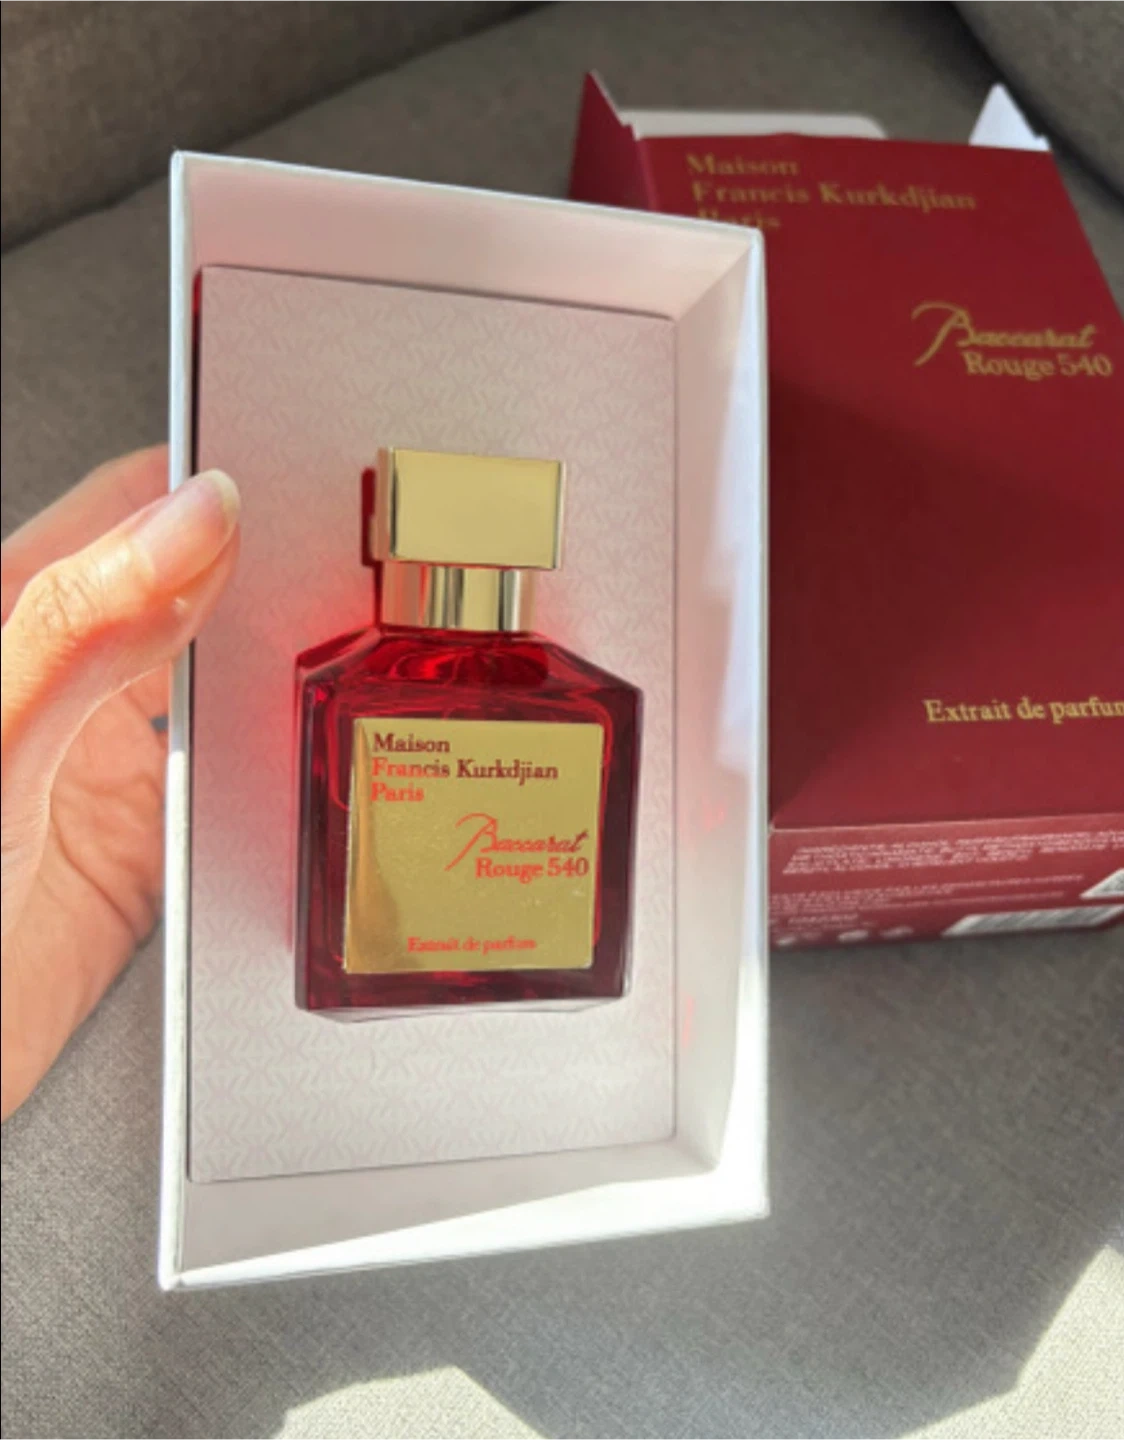 Maison
Francis Kurkdjian
Paris
Baccarat
Rouge 540
Extrait de parfum
Maison
Francis Kurkdjian
Paris
Baccarat
Rouge 540
Extrait de parfum